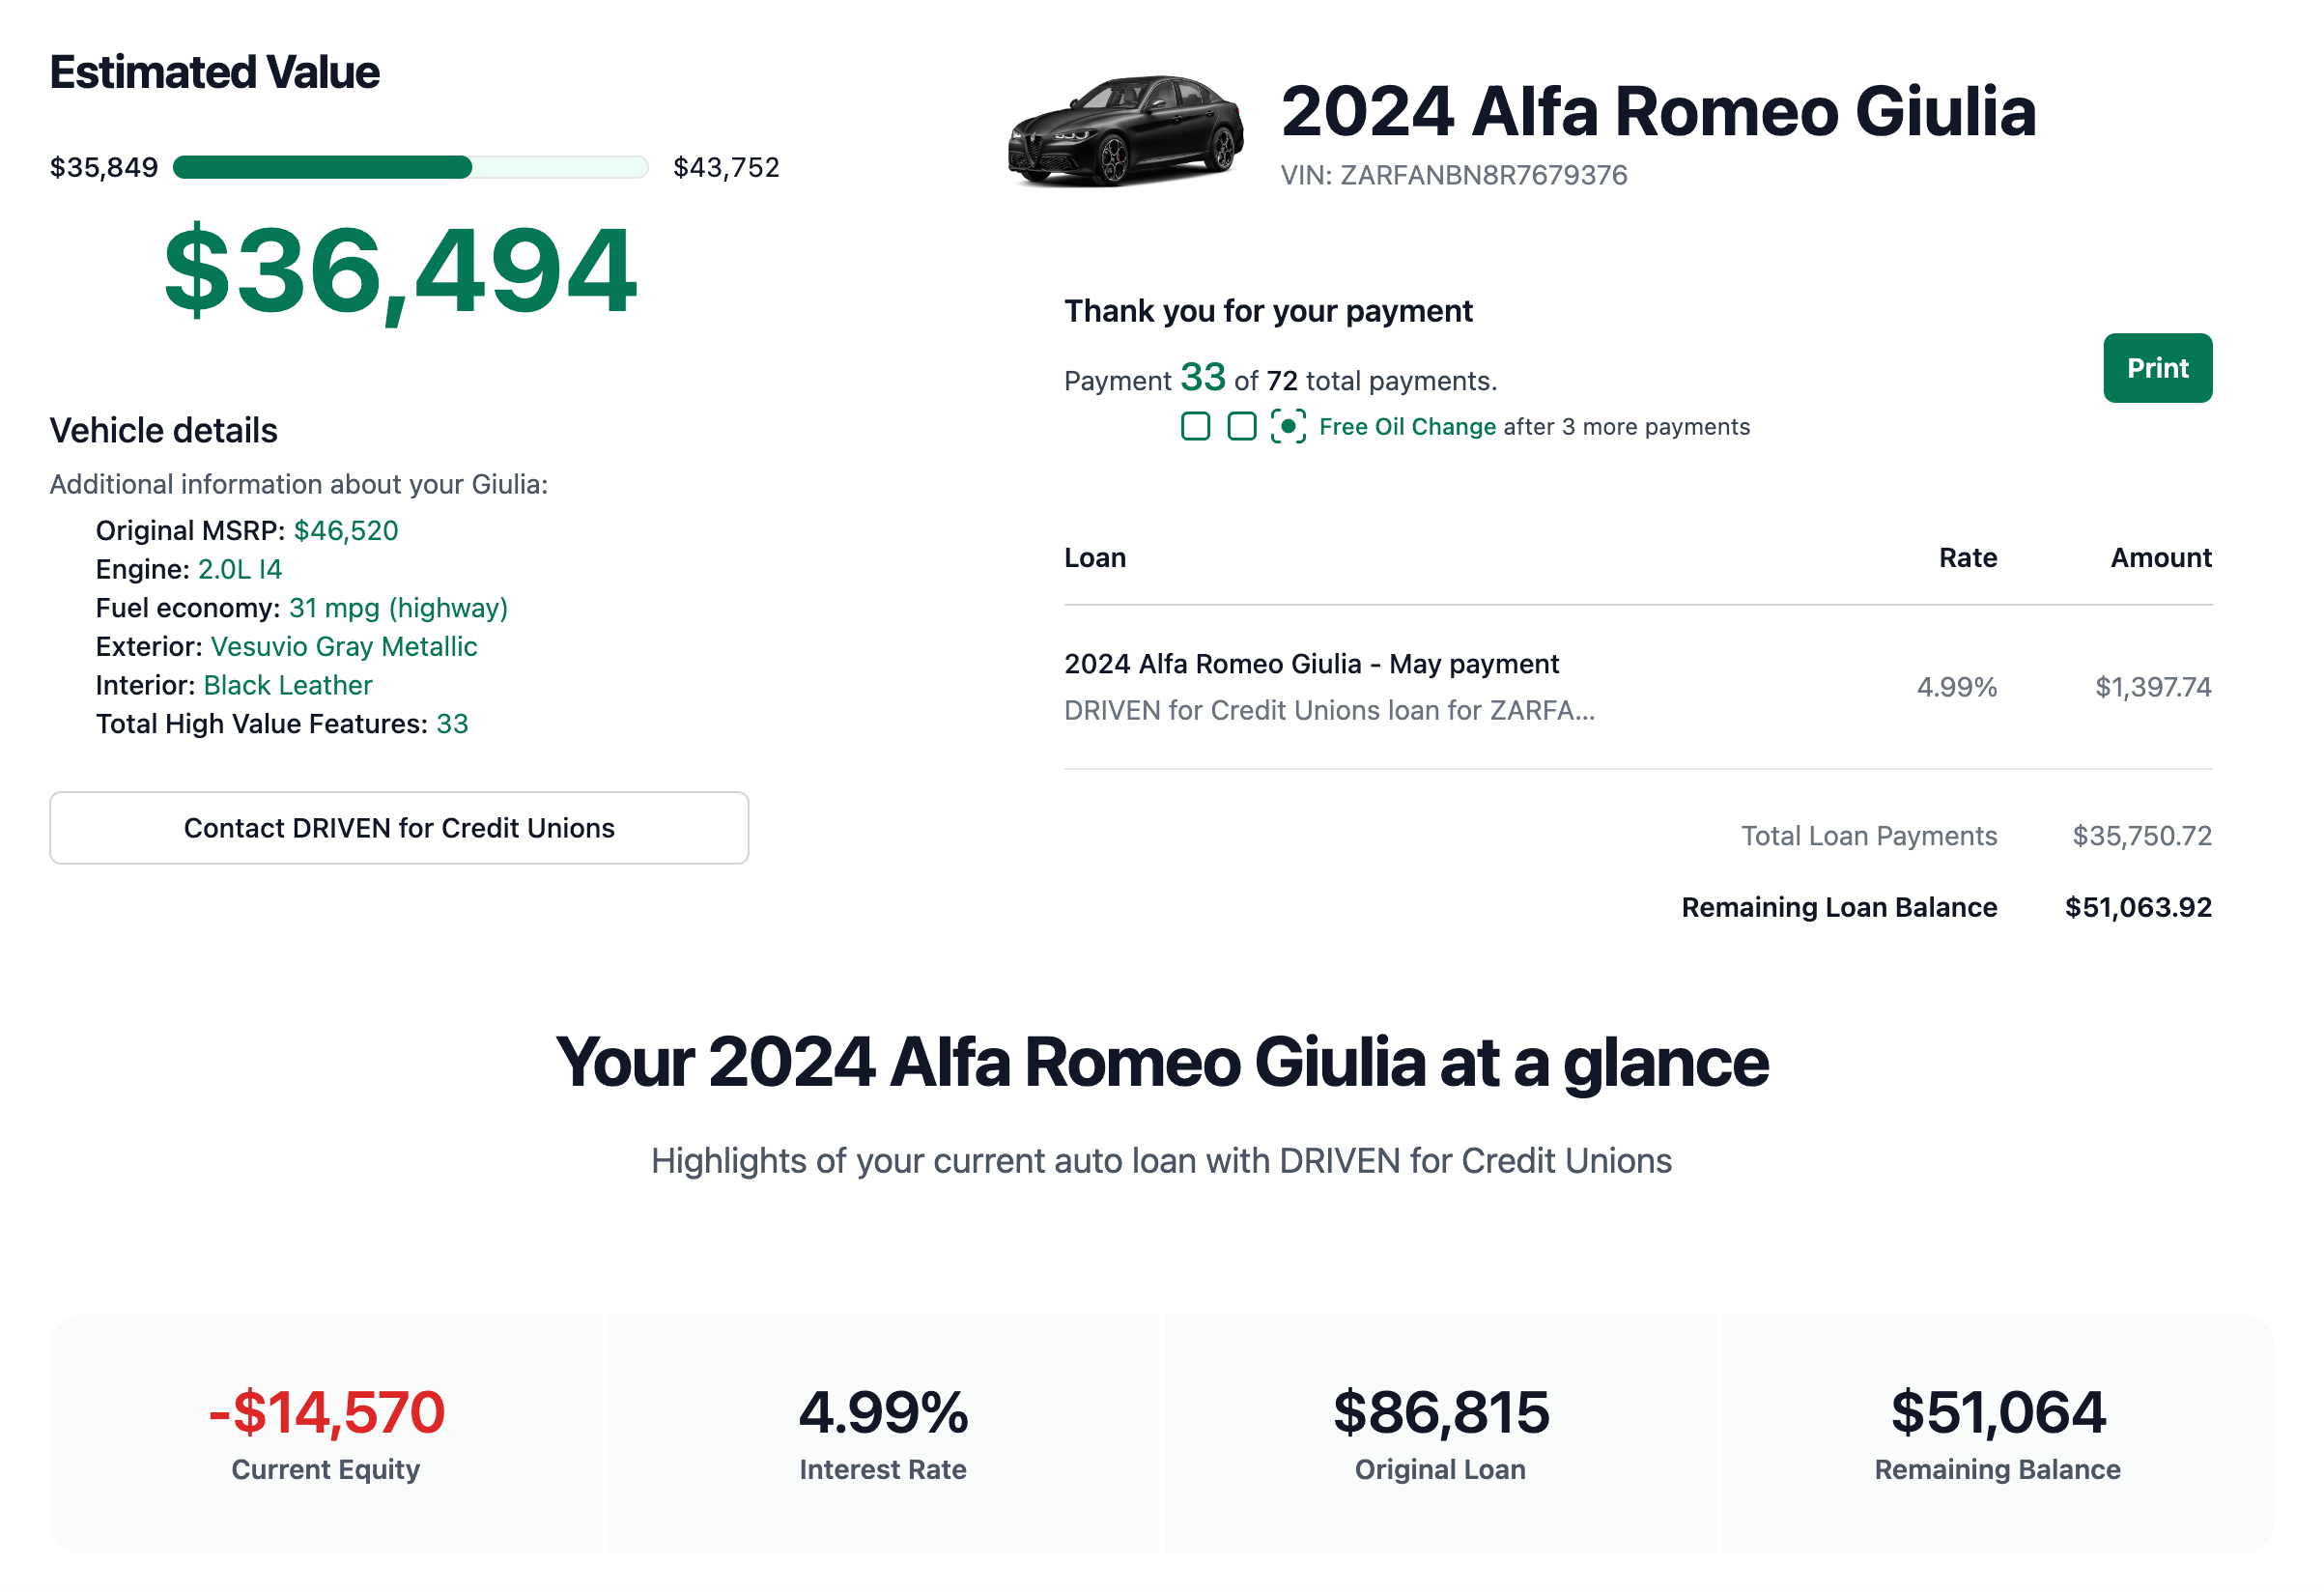 Estimated Value
$35,849 $43,752
$36,494
Vehicle details
Additional information about your Giulia:
Original MSRP: $46,520
Engine: 2.0L I4
Fuel economy: 31 mpg (highway)
Exterior: Vesuvio Gray Metallic
Interior: Black Leather
Total High Value Features: 33
Contact DRIVEN for Credit Unions
2024 Alfa Romeo Giulia
VIN: ZARFANBN8R7679376
Thank you for your payment
Payment 33 of 72 total payments.
Free Oil Change after 3 more payments
Print
Loan Rate Amount
2024 Alfa Romeo Giulia - May payment
DRIVEN for Credit Unions loan for ZARFA...
4.99% $1,397.74
Total Loan Payments $35,750.72
Remaining Loan Balance $51,063.92
Your 2024 Alfa Romeo Giulia at a glance
Highlights of your current auto loan with DRIVEN for Credit Unions
-$14,570
Current Equity
4.99%
Interest Rate
$86,815
Original Loan
$51,064
Remaining Balance